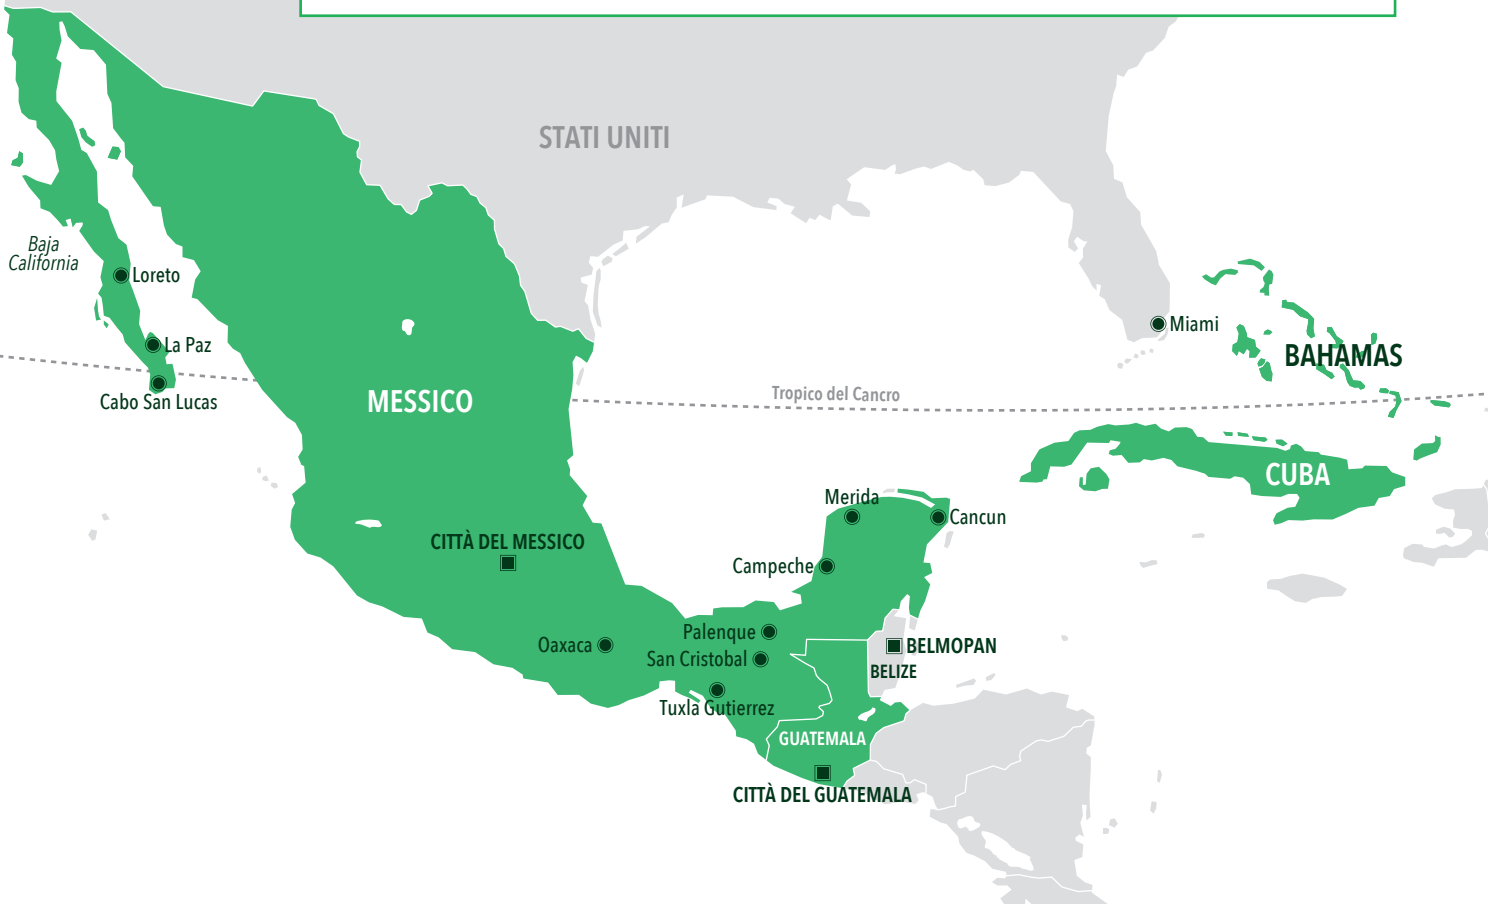 STATI UNITI
Baja
California
Loreto
Miami
La Paz
BAHAMAS
Cabo San Lucas
MESSICO
Tropico del Cancro
CUBA
Merida
Cancun
CITTÀ DEL MESSICO
Campeche
Palenque
Oaxaca
San Cristobal
BELMOPAN
BELIZE
Tuxla Gutierrez
GUATEMALA
CITTÀ DEL GUATEMALA